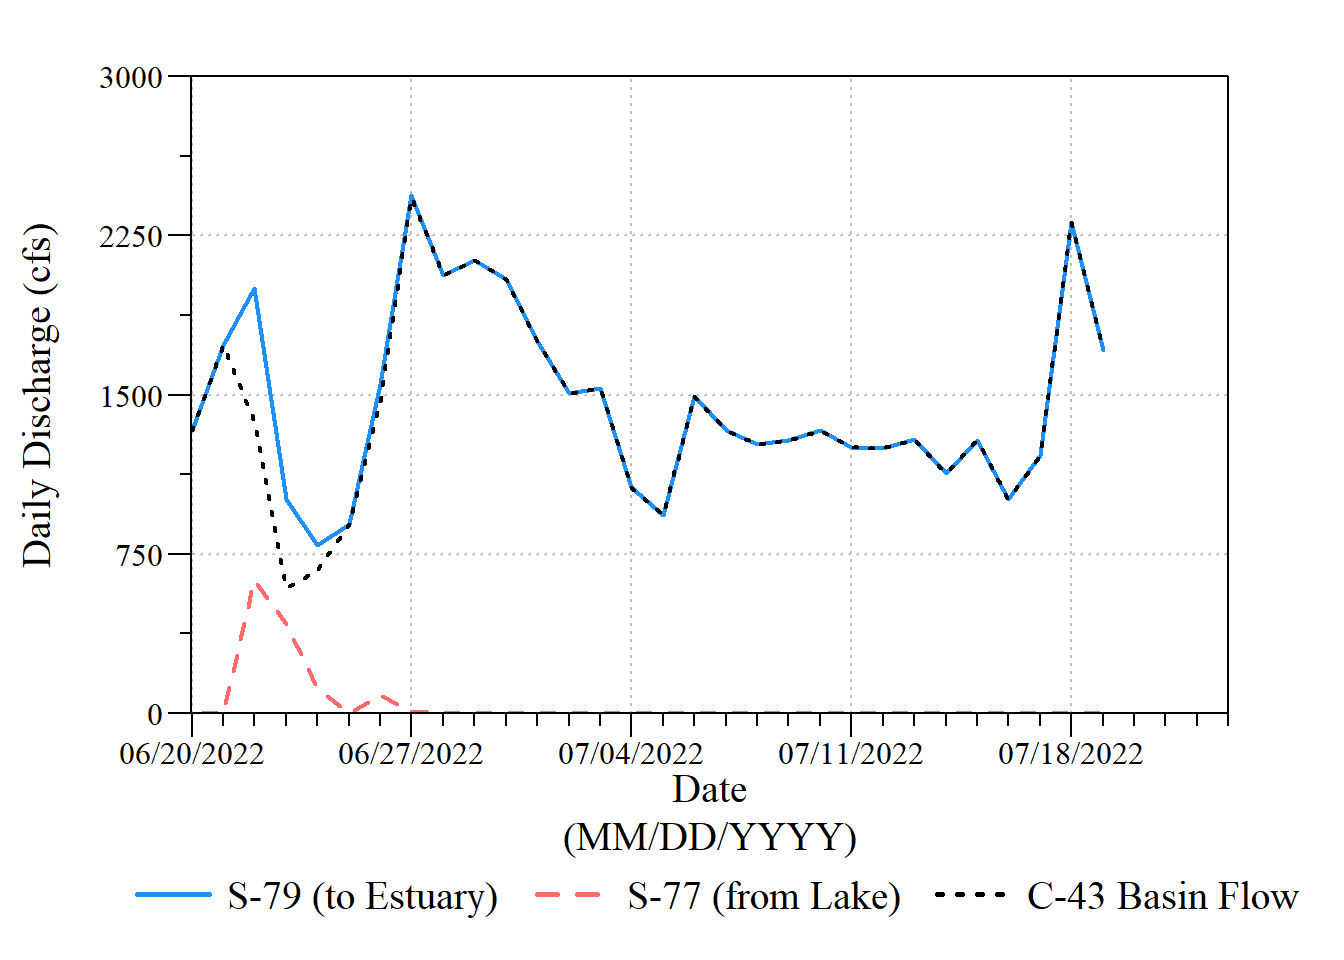 3000
2250
1500
750
0
Daily Discharge (cfs)
06/20/2022 06/27/2022 07/04/2022 07/11/2022 07/18/2022
Date
(MM/DD/YYYY)
S-79 (to Estuary) S-77 (from Lake) C-43 Basin Flow